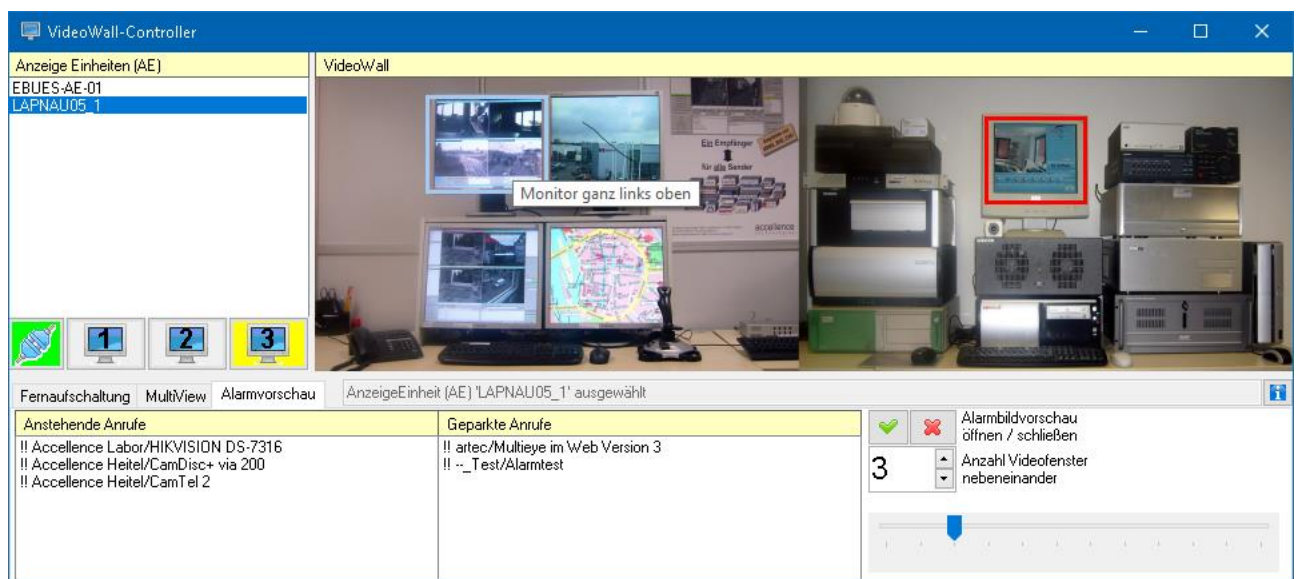 VideoWall-Controller
Anzeige Einheiten (AE)
VideoWall
EBUES-AE-01
LAPNAU05_1
Ein Empfänger
für alle Sender
accellence
Monitor ganz links oben
1
2
3
Fernaufschaltung
MultiView
Alarmvorschau
AnzeigeEinheit (AE) 'LAPNAU05_1' ausgewählt
Anstehende Anrufe
!! Accellence Labor/HIKVISION DS-7316
!! Accellence Heitel/CamDisc+ via 200
!! Accellence Heitel/CamTel 2
Geparkte Anrufe
!! artec/Multieye im Web Version 3
!! --_Test/Alarmtest
Alarmbildvorschau
öffnen / schließen
3
Anzahl Videofenster
nebeneinander